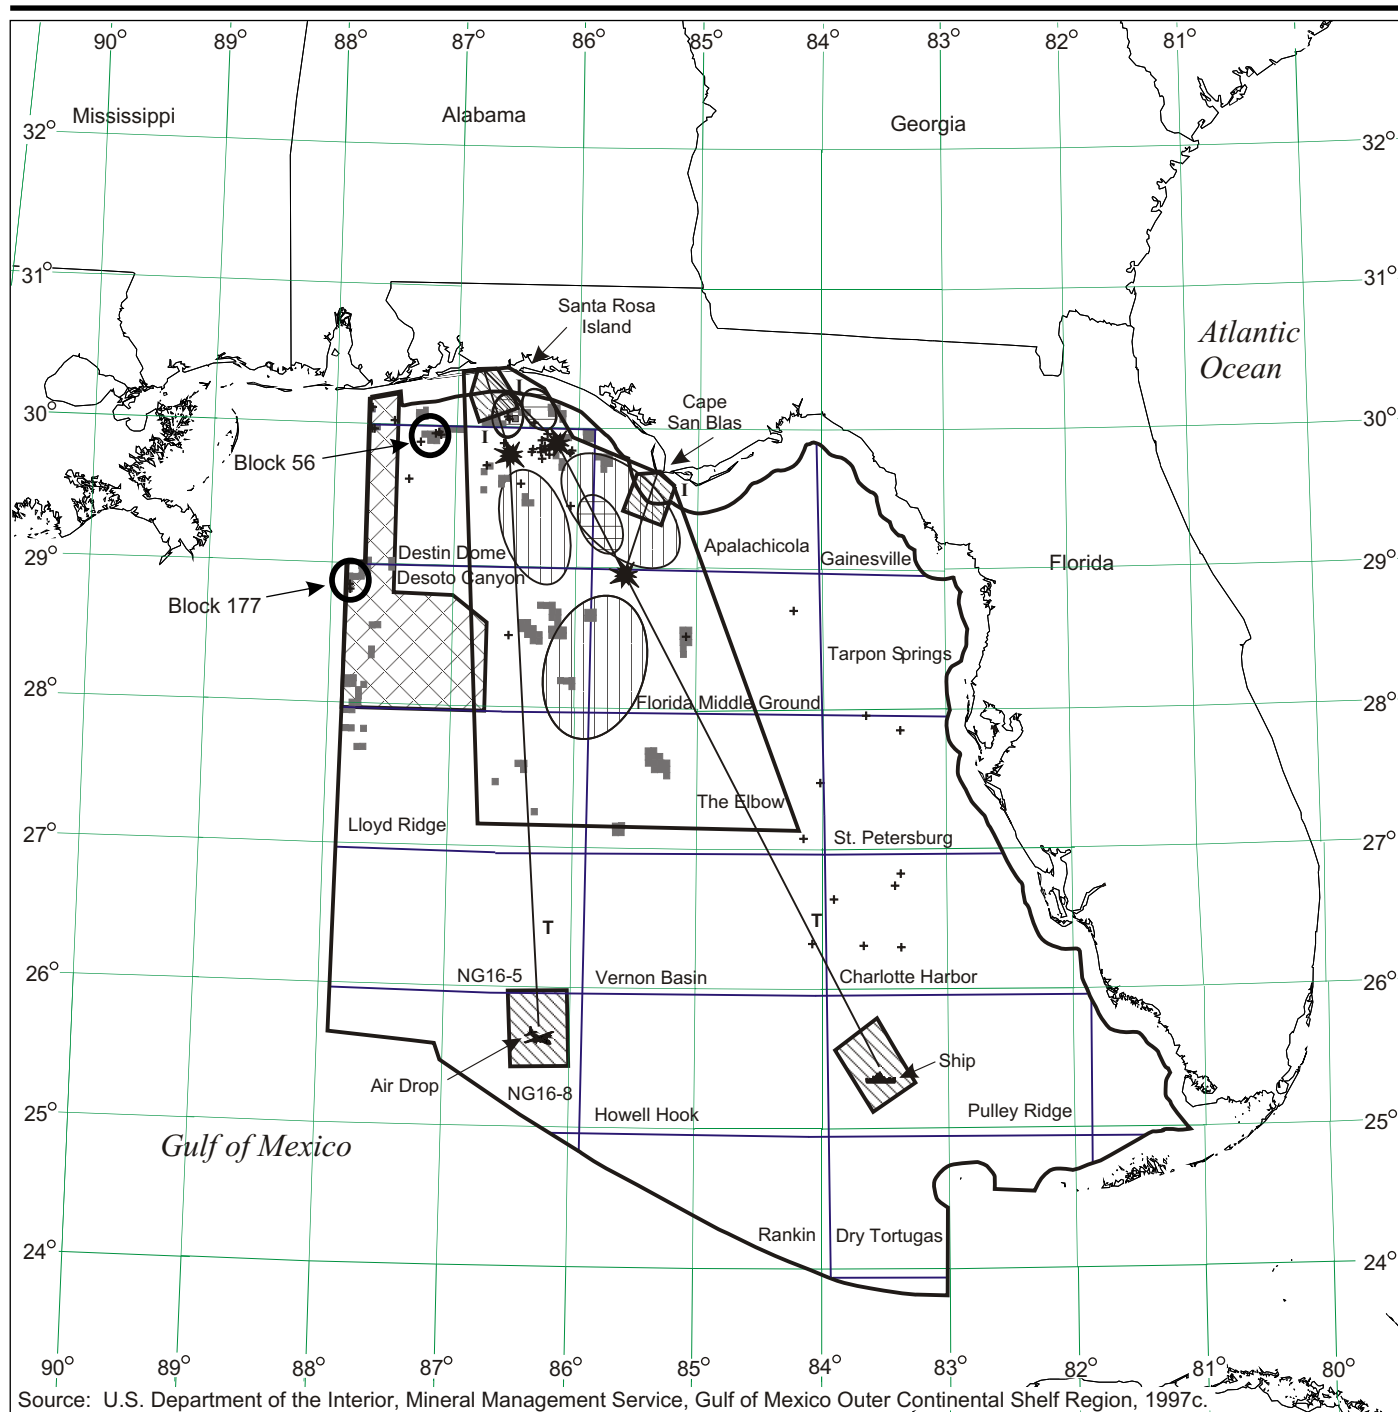 90° 89° 88° 87° 86° 85° 84° 83° 82° 81°
Mississippi
Alabama
Georgia
32° 32°
31° 31°
Santa Rosa
Island
Atlantic
Ocean
Cape
San Blas
30° 30°
I
I
I
Block 56
Apalachicola
Destin Dome
Gainesville
29° 29°
Florida
Desoto Canyon
Block 177
Tarpon Springs
28° 28°
Florida Middle Ground
The Elbow
Lloyd Ridge
St. Petersburg
27° 27°
T
T
NG16-5
Vernon Basin
Charlotte Harbor
26° 26°
Ship
Air Drop
NG16-8
Howell Hook
Pulley Ridge
25° 25°
Gulf of Mexico
Rankin
Dry Tortugas
24° 24°
90° 89° 88° 87° 86° 85° 84° 83° 82° 81° 80°
Source: U.S. Department of the Interior, Mineral Management Service, Gulf of Mexico Outer Continental Shelf Region, 1997c.